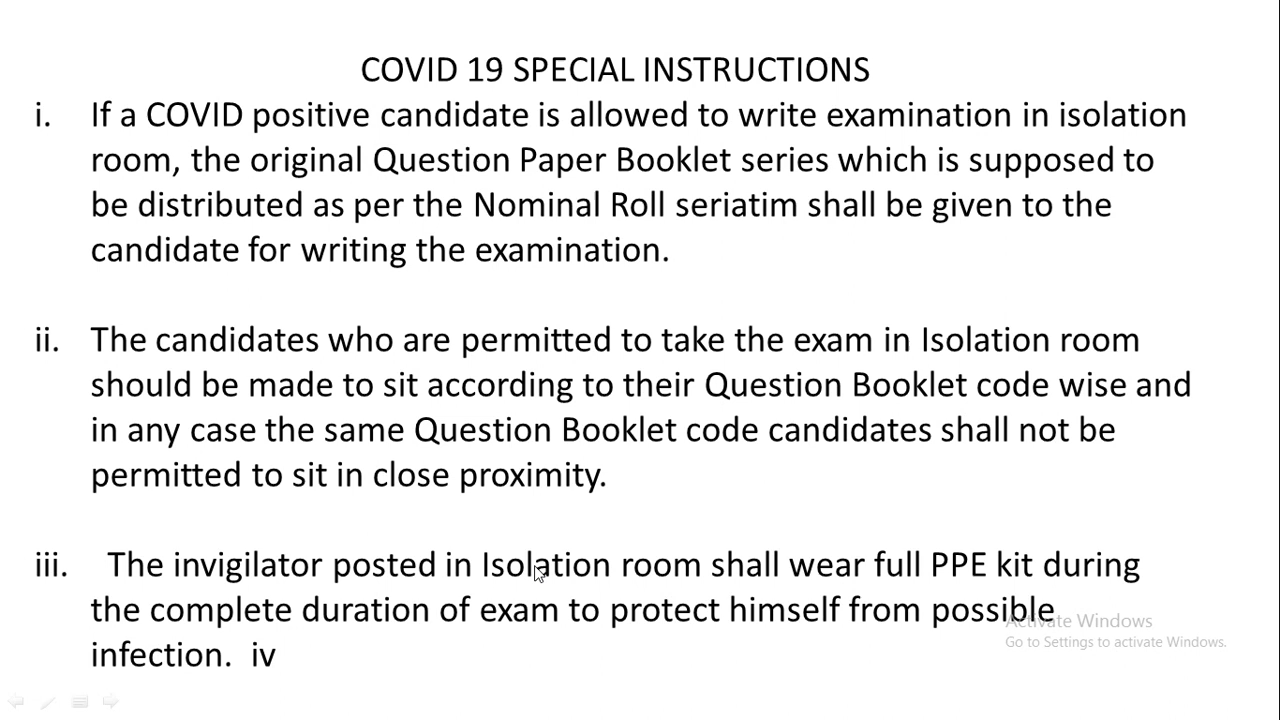 COVID 19 SPECIAL INSTRUCTIONS
i. If a COVID positive candidate is allowed to write examination in isolation
room, the original Question Paper Booklet series which is supposed to
be distributed as per the Nominal Roll seriatim shall be given to the
candidate for writing the examination.
ii. The candidates who are permitted to take the exam in Isolation room
should be made to sit according to their Question Booklet code wise and
in any case the same Question Booklet code candidates shall not be
permitted to sit in close proximity.
iii. The invigilator posted in Isolation room shall wear full PPE kit during
the complete duration of exam to protect himself from possible
infection. iv
Activate Windows
Go to Settings to activate Windows.